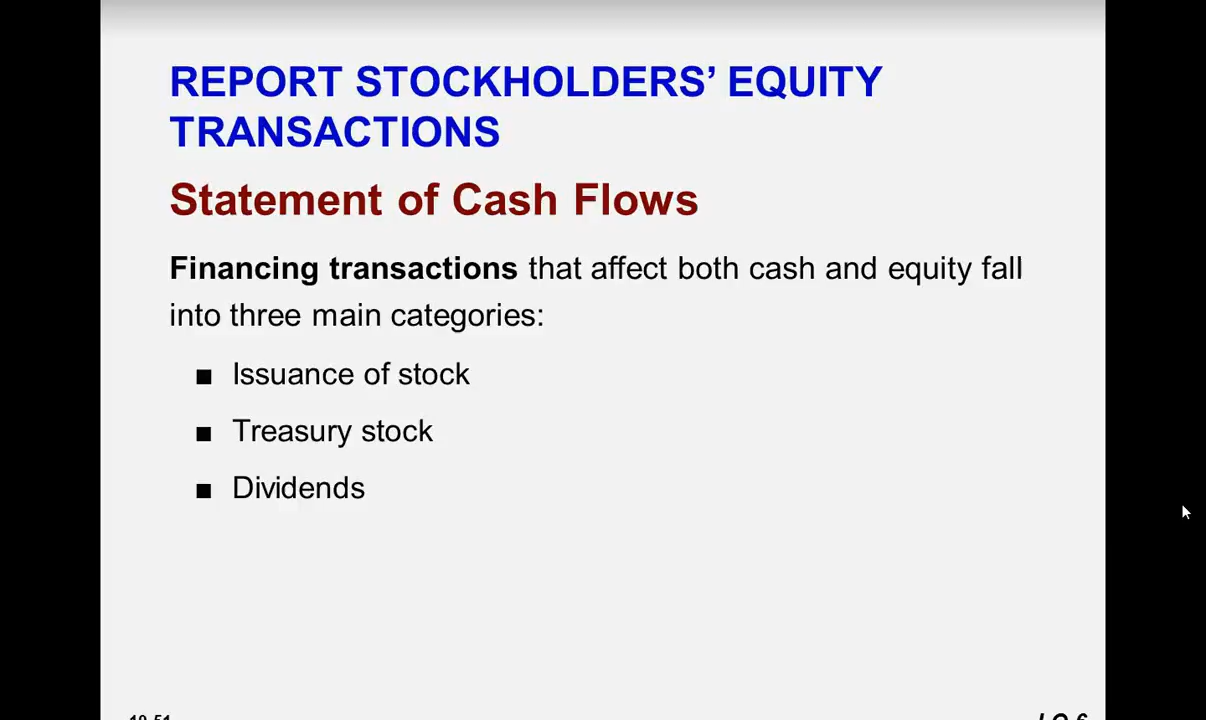 REPORT STOCKHOLDERS’ EQUITY
TRANSACTIONS
Statement of Cash Flows
Financing transactions that affect both cash and equity fall
into three main categories:
■ Issuance of stock
■ Treasury stock
■ Dividends